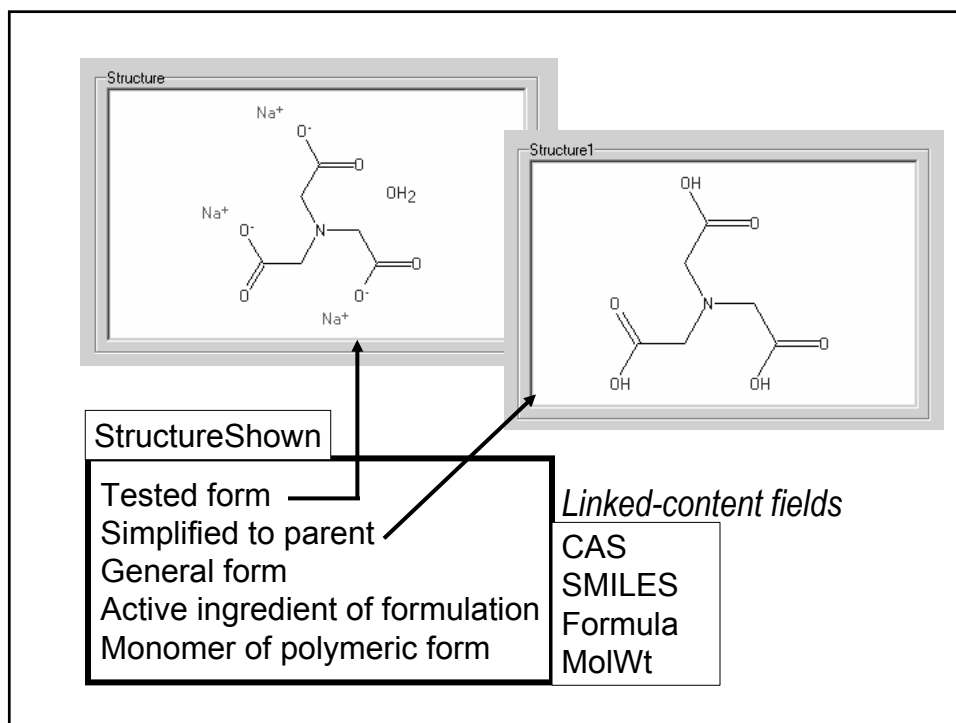 Structure
Na+
O-
O
OH2
Na+
O-
N
O
O
O-
Na+
Structure1
OH
O
O
N
O
OH
OH
StructureShown
Tested form
Simplified to parent
General form
Active ingredient of formulation
Monomer of polymeric form
Linked-content fields
CAS
SMILES
Formula
MolWt